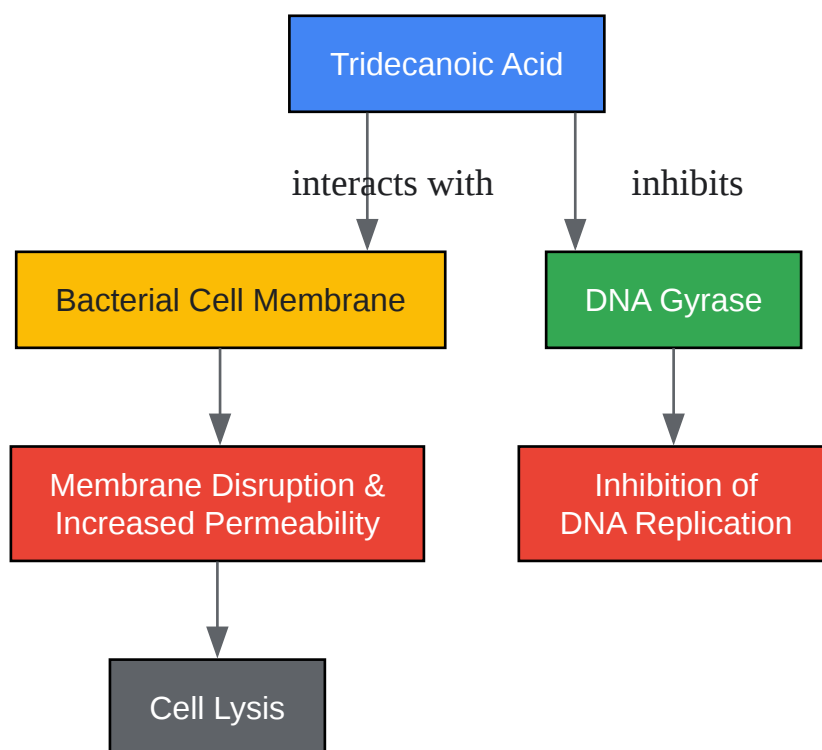 Tridecanoic Acid
interacts with
inhibits
Bacterial Cell Membrane
DNA Gyrase
Membrane Disruption &
Increased Permeability
Inhibition of
DNA Replication
Cell Lysis